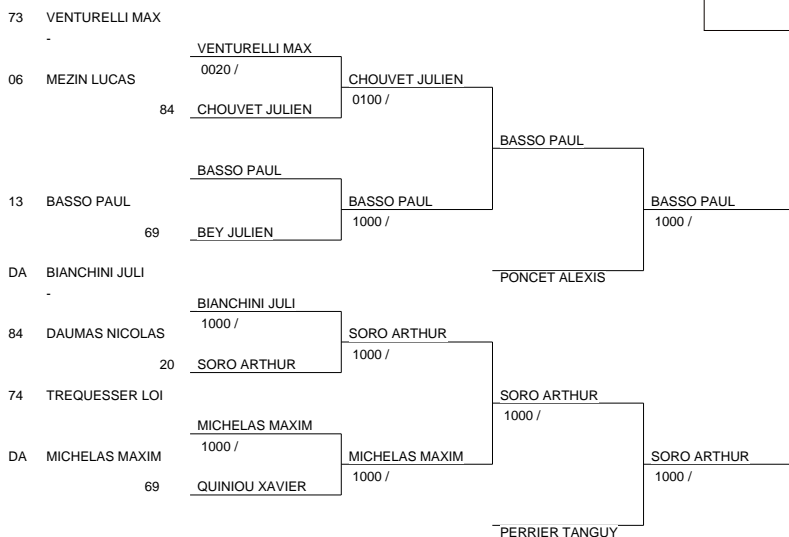 73 VENTURELLI MAX
-
VENTURELLI MAX
0020 /
06 MEZIN LUCAS
CHOUVET JULIEN
0100 /
84 CHOUVET JULIEN
BASSO PAUL
BASSO PAUL
13 BASSO PAUL
BASSO PAUL
1000 /
BASSO PAUL
1000 /
69 BEY JULIEN
DA BIANCHINI JULI
-
PONCET ALEXIS
BIANCHINI JULI
1000 /
84 DAUMAS NICOLAS
SORO ARTHUR
1000 /
20 SORO ARTHUR
74 TREQUESSER LOI
SORO ARTHUR
1000 /
MICHELAS MAXIM
1000 /
DA MICHELAS MAXIM
MICHELAS MAXIM
1000 /
SORO ARTHUR
1000 /
69 QUINIOU XAVIER
PERRIER TANGUY